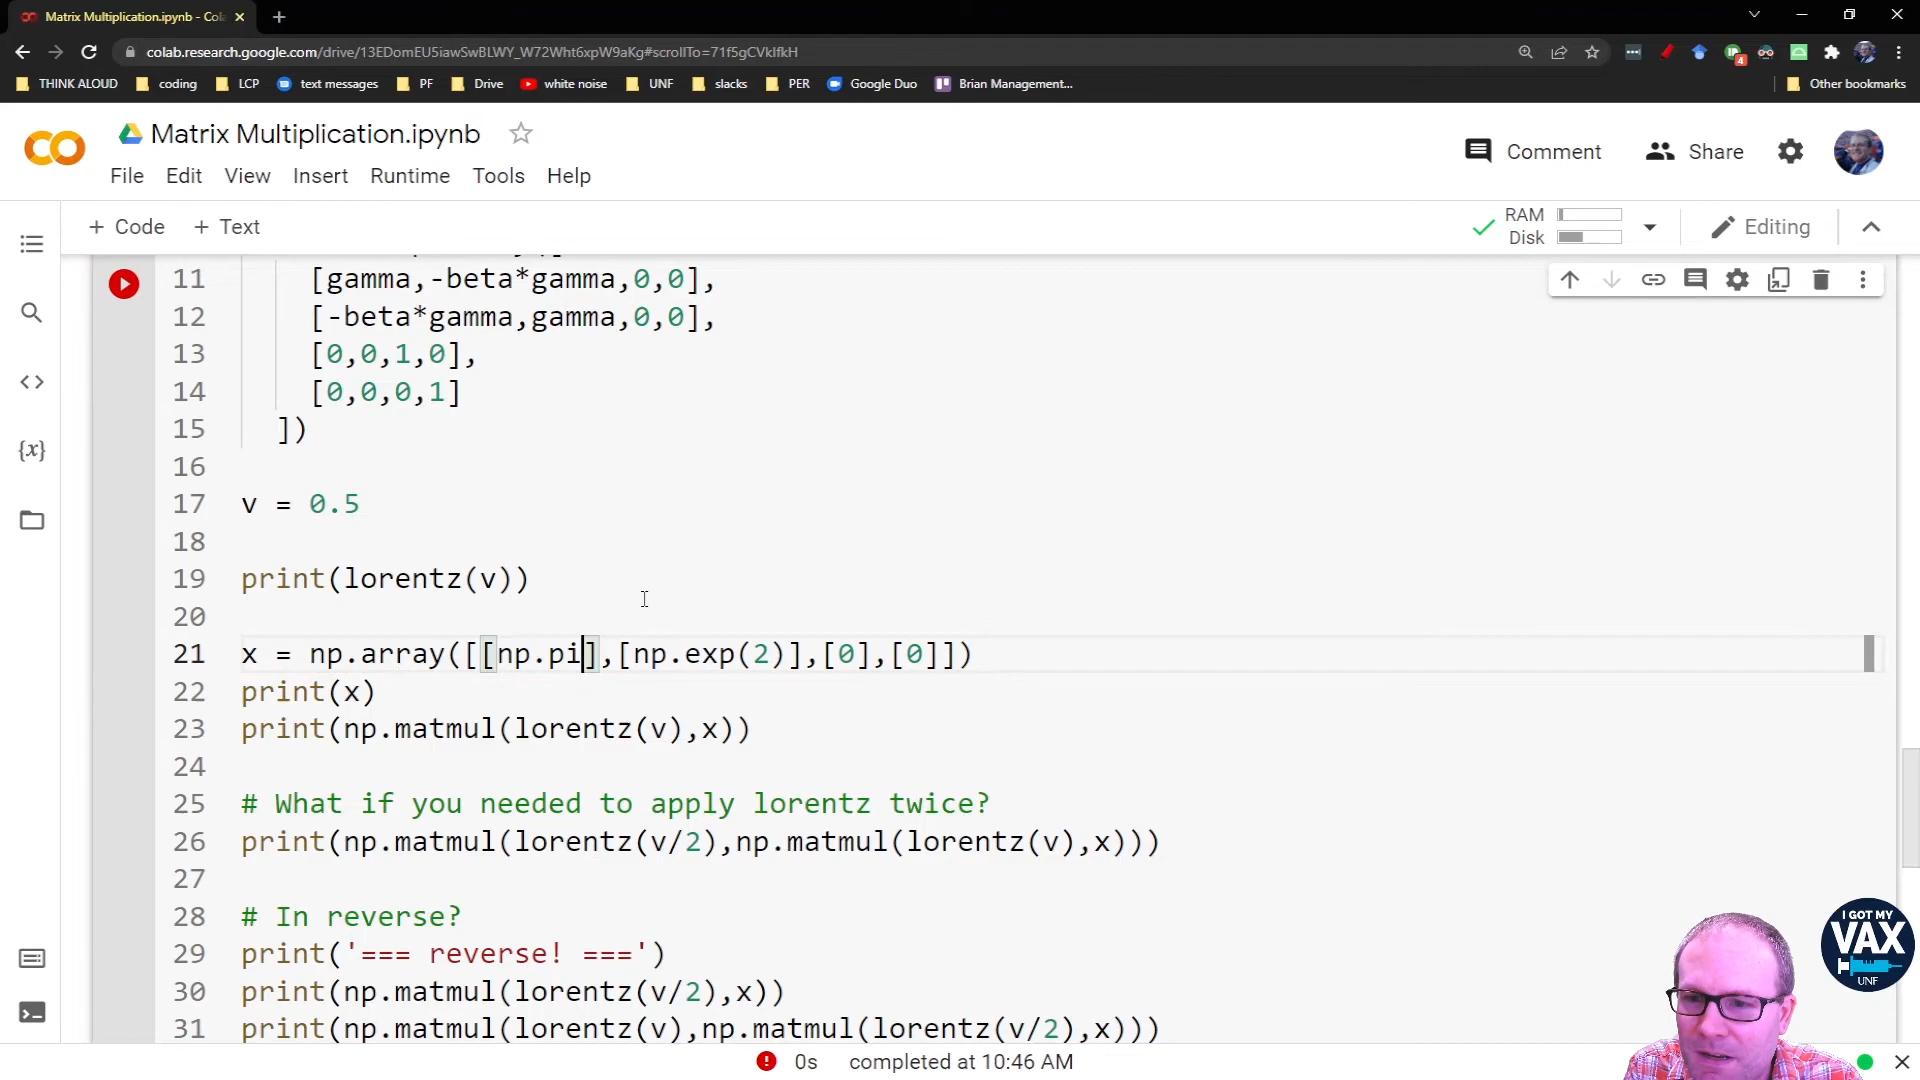 Matrix Multiplication.ipynb - Col
colab.research.google.com/drive/13EDomEU5iawSwBLWY_W72Wht6xpW9aKg#scrollTo=71f5gCVkIfkH
4
THINK ALOUD coding LCP text messages PF Drive white noise UNF slacks PER Google Duo Brian Management... Other bookmarks
Matrix Multiplication.ipynb
Comment Share
File Edit View Insert Runtime Tools Help
+ Code + Text
RAM
Disk
Editing
11 [gamma,-beta*gamma,0,0],
12 [-beta*gamma,gamma,0,0],
13 [0,0,1,0],
14 [0,0,0,1]
15 ])
16
17 v = 0.5
18
19 print(lorentz(v))
20
21 x = np.array([[np.pi],[np.exp(2)],[0],[0]])
22 print(x)
23 print(np.matmul(lorentz(v),x))
24
25 # What if you needed to apply lorentz twice?
26 print(np.matmul(lorentz(v/2),np.matmul(lorentz(v),x)))
27
28 # In reverse?
29 print('=== reverse! ===')
30 print(np.matmul(lorentz(v/2),x))
31 print(np.matmul(lorentz(v),np.matmul(lorentz(v/2),x)))
{x}
0s completed at 10:46 AM
I GOT MY
VAX
UNF